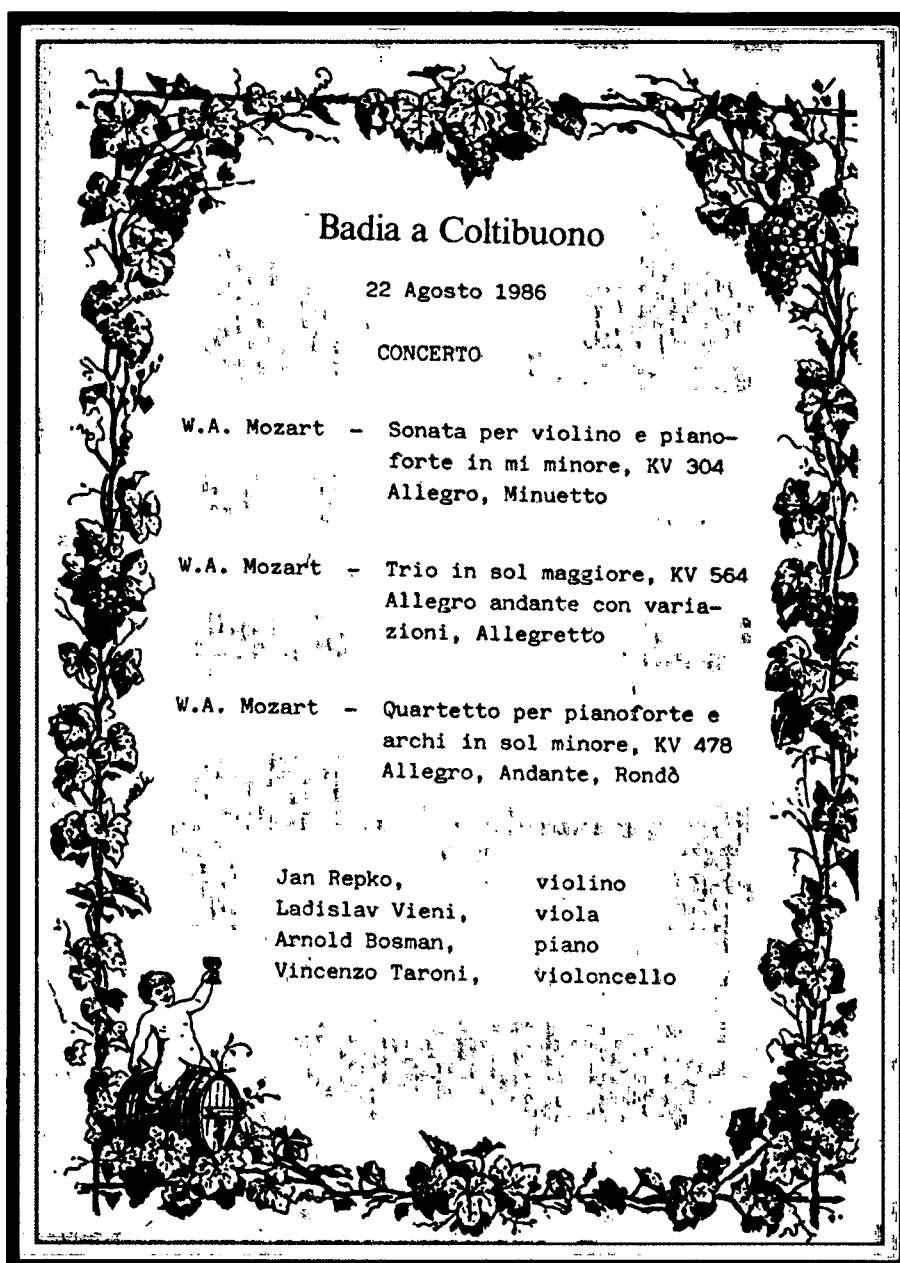 Badia a Coltibuono
22 Agosto 1986
CONCERTO
W.A. Mozart – Sonata per violino e piano-
forte in mi minore, KV 304
Allegro, Minuetto
W.A. Mozart – Trio in sol maggiore, KV 564
Allegro andante con varia-
zioni, Allegretto
W.A. Mozart – Quartetto per pianoforte e
archi in sol minore, KV 478
Allegro, Andante, Rondò
Jan Repko, violino
Ladislav Vieni, viola
Arnold Bosman, piano
Vincenzo Taroni, violoncello